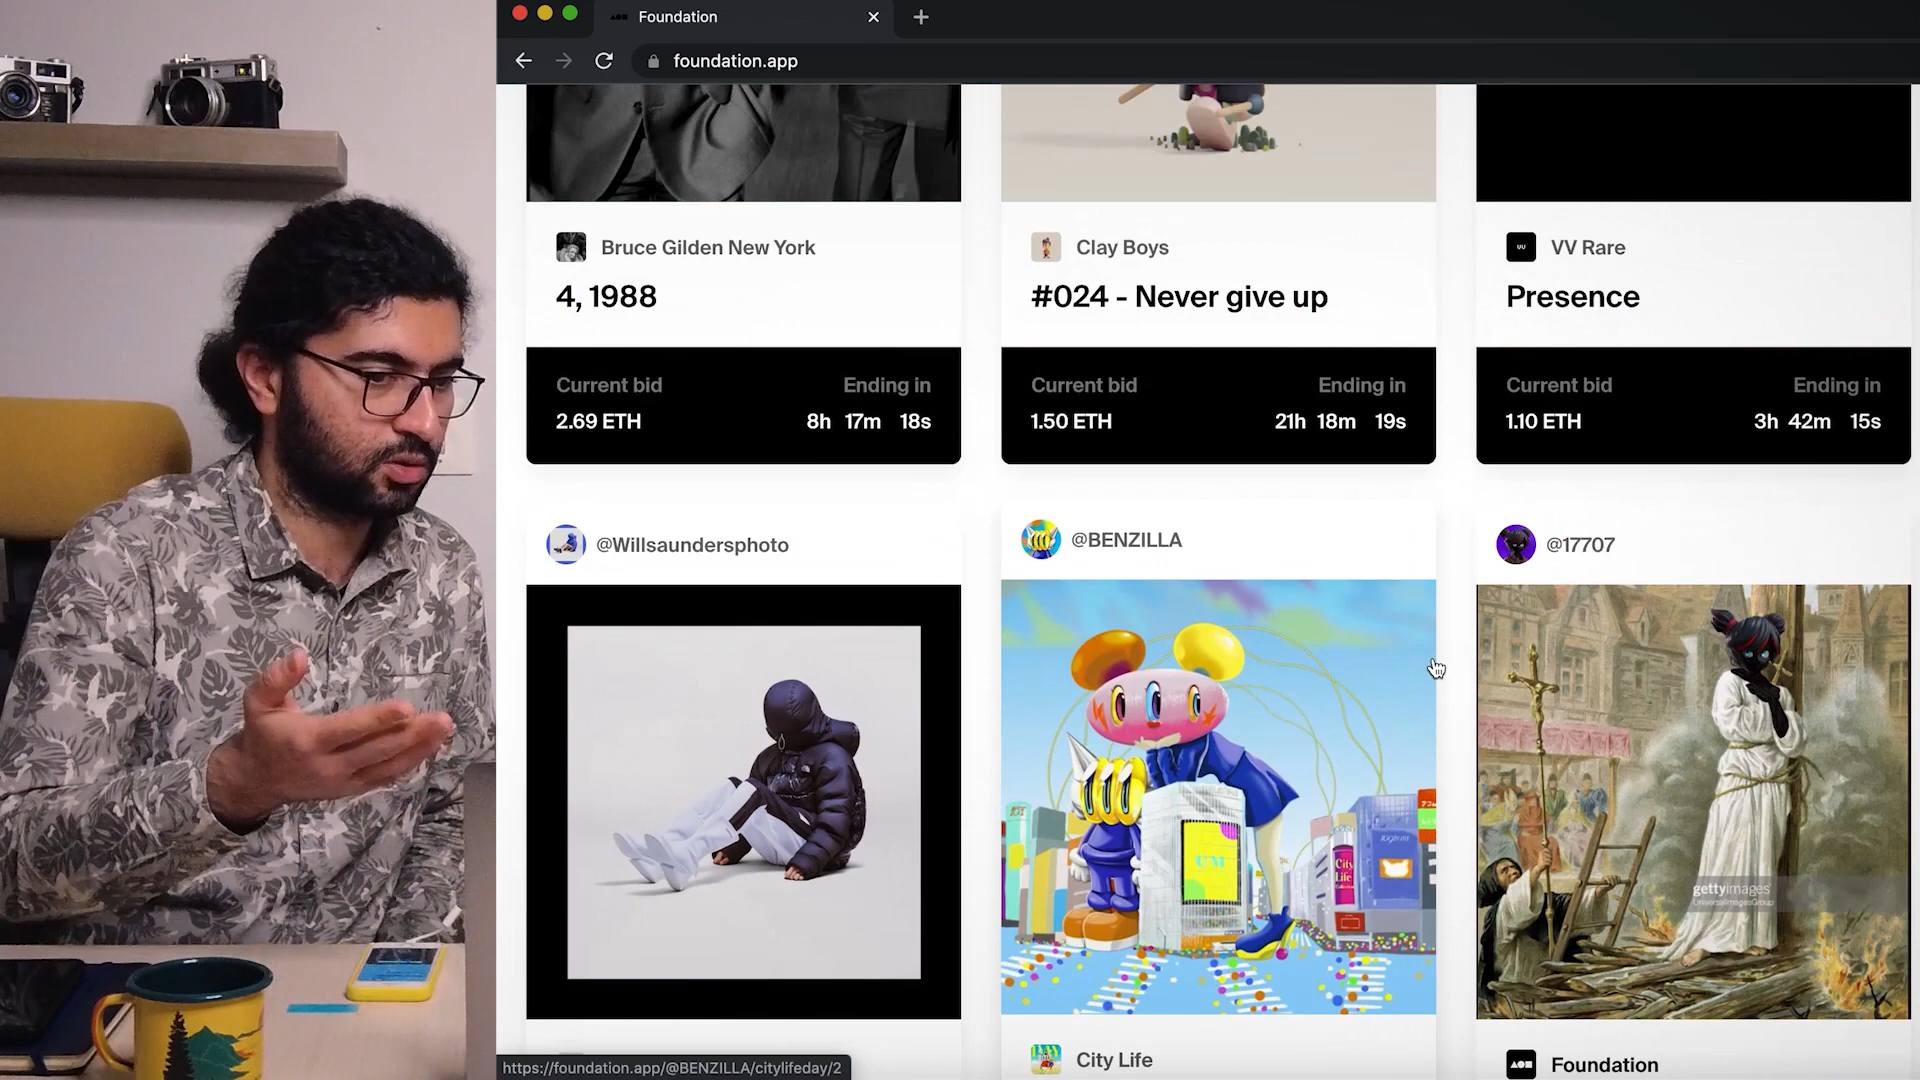 Foundation
foundation.app
Bruce Gilden New York
4, 1988
Current bid
Ending in
2.69 ETH
8h 17m 18s
Clay Boys
#024 - Never give up
Current bid
Ending in
1.50 ETH
21h 18m 19s
VV Rare
Presence
Current bid
Ending in
1.10 ETH
3h 42m 15s
@Willsaundersphoto
@BENZILLA
@17707
City
Life
gettyimages
UniversalImagesGroup
City Life
Foundation
https://foundation.app/@BENZILLA/citylifeday/2